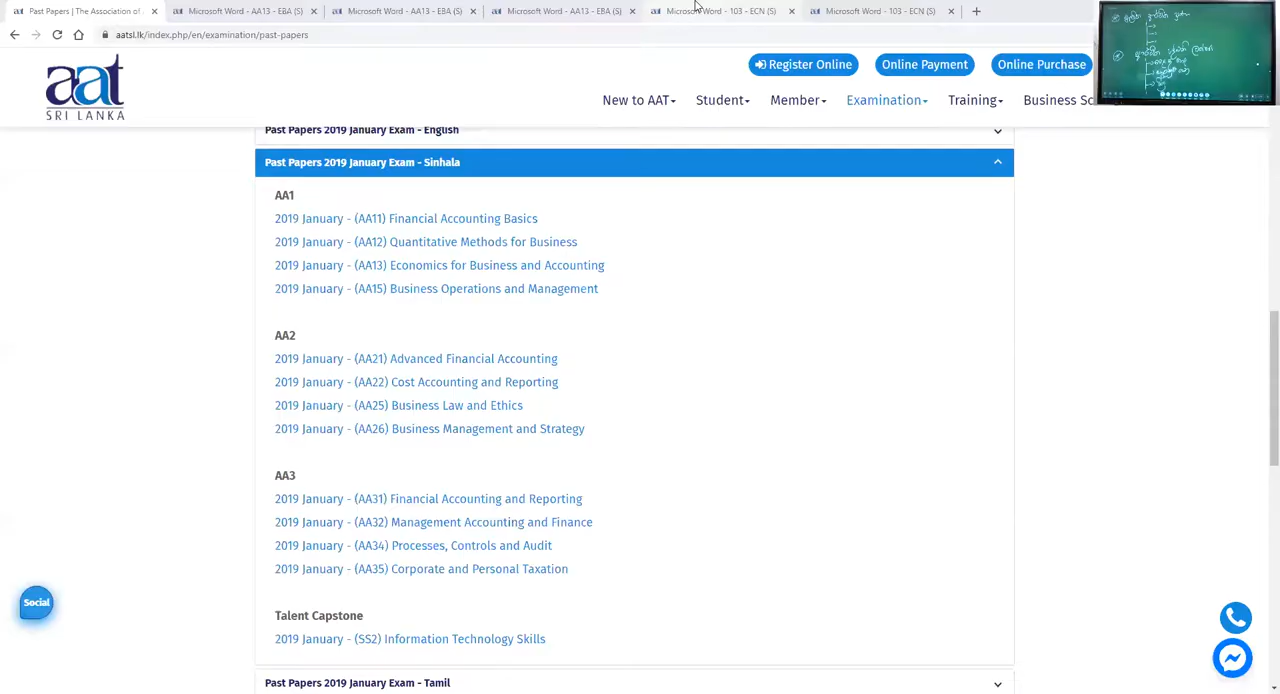 Past Papers | The Association of
Microsoft Word - AA13 - EBA (S)
Microsoft Word - AA13 - EBA (S)
Microsoft Word - AA13 - EBA (S)
Microsoft Word - 103 - ECN (S)
Microsoft Word - 103 - ECN (S)
aatsl.lk/index.php/en/examination/past-papers
aat
SRI LANKA
Register Online
Online Payment
Online Purchase
New to AAT
Student
Member
Examination
Training
Business Sc
Past Papers 2019 January Exam - English
Past Papers 2019 January Exam - Sinhala
AA1
2019 January - (AA11) Financial Accounting Basics
2019 January - (AA12) Quantitative Methods for Business
2019 January - (AA13) Economics for Business and Accounting
2019 January - (AA15) Business Operations and Management
AA2
2019 January - (AA21) Advanced Financial Accounting
2019 January - (AA22) Cost Accounting and Reporting
2019 January - (AA25) Business Law and Ethics
2019 January - (AA26) Business Management and Strategy
AA3
2019 January - (AA31) Financial Accounting and Reporting
2019 January - (AA32) Management Accounting and Finance
2019 January - (AA34) Processes, Controls and Audit
2019 January - (AA35) Corporate and Personal Taxation
Talent Capstone
2019 January - (SS2) Information Technology Skills
Social
Past Papers 2019 January Exam - Tamil